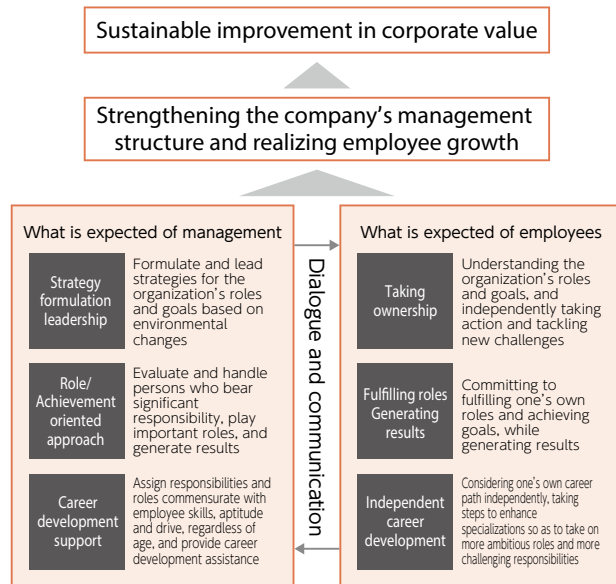 Sustainable improvement in corporate value
Strengthening the company's management
structure and realizing employee growth
What is expected of management
Strategy
formulation
leadership
Formulate and lead
strategies for the
organization's roles
and goals based on
environmental
changes
Role/
Achievement
oriented
approach
Evaluate and handle
persons who bear
significant
responsibility, play
important roles, and
generate results
Career
development
support
Assign responsibilities and
roles commensurate with
employee skills, aptitude
and drive, regardless of
age, and provide career
development assistance
Dialogue and communication
What is expected of employees
Taking
ownership
Understanding the
organization's roles
and goals, and
independently taking
action and tackling
new challenges
Fulfilling roles
Generating
results
Committing to
fulfilling one's own
roles and achieving
goals, while
generating results
Independent
career
development
Considering one's own career
path independently, taking
steps to enhance
specializations so as to take on
more ambitious roles and more
challenging responsibilities